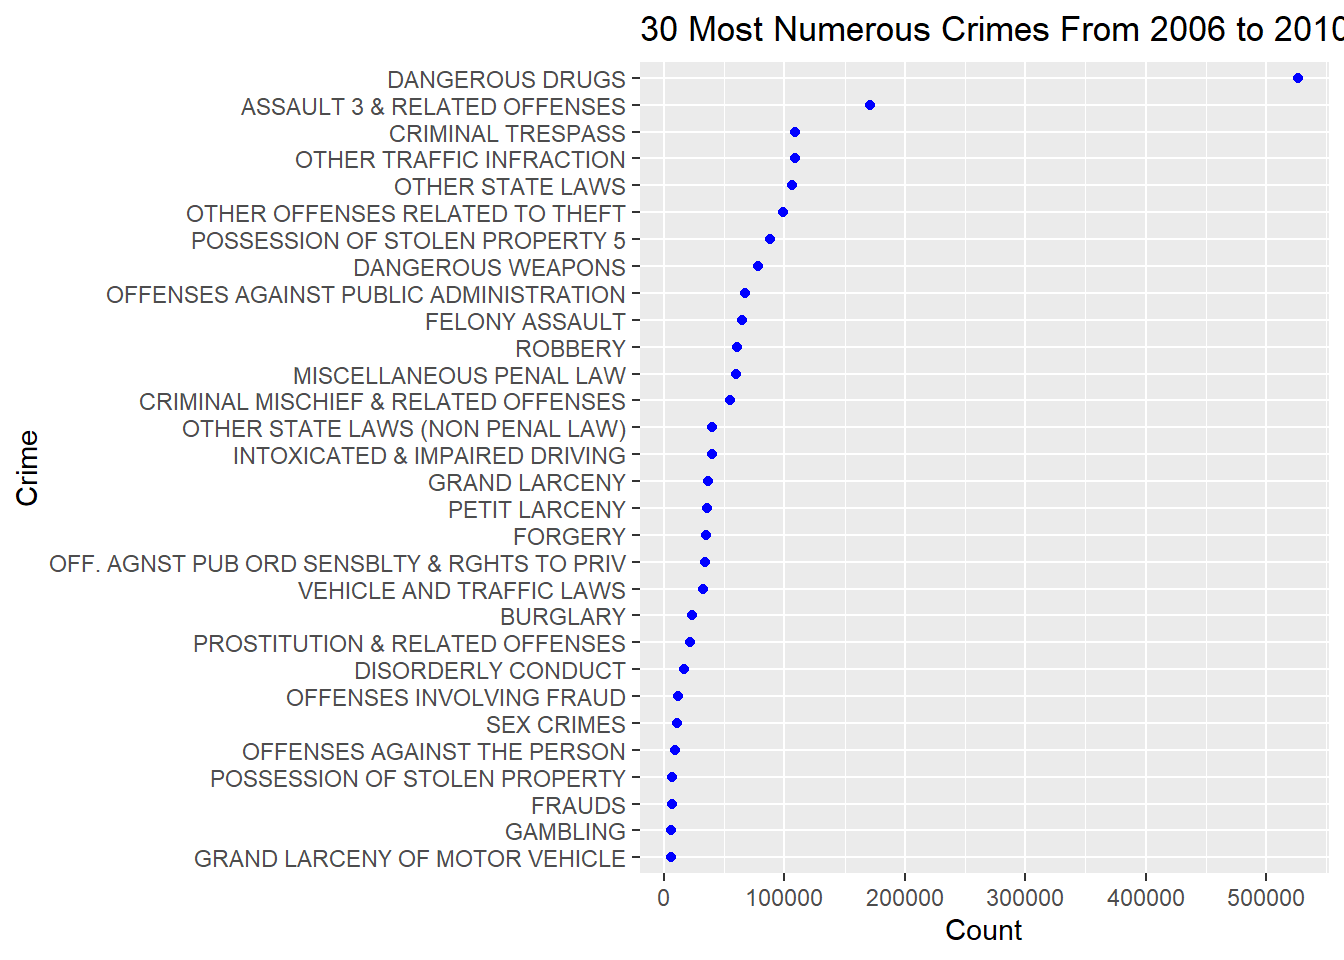 30 Most Numerous Crimes From 2006 to 2010
DANGEROUS DRUGS
ASSAULT 3 & RELATED OFFENSES
CRIMINAL TRESPASS
OTHER TRAFFIC INFRACTION
OTHER STATE LAWS
OTHER OFFENSES RELATED TO THEFT
POSSESSION OF STOLEN PROPERTY 5
DANGEROUS WEAPONS
OFFENSES AGAINST PUBLIC ADMINISTRATION
FELONY ASSAULT
ROBBERY
MISCELLANEOUS PENAL LAW
CRIMINAL MISCHIEF & RELATED OFFENSES
OTHER STATE LAWS (NON PENAL LAW)
INTOXICATED & IMPAIRED DRIVING
GRAND LARCENY
PETIT LARCENY
FORGERY
OFF. AGNST PUB ORD SENSBLTY & RGHTS TO PRIV
VEHICLE AND TRAFFIC LAWS
BURGLARY
PROSTITUTION & RELATED OFFENSES
DISORDERLY CONDUCT
OFFENSES INVOLVING FRAUD
SEX CRIMES
OFFENSES AGAINST THE PERSON
POSSESSION OF STOLEN PROPERTY
FRAUDS
GAMBLING
GRAND LARCENY OF MOTOR VEHICLE
Crime
0 100000 200000 300000 400000 500000
Count